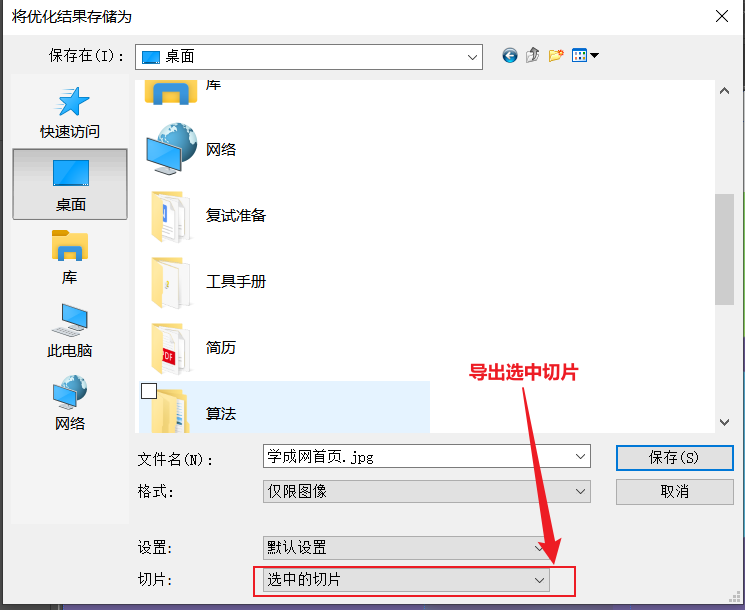 将优化结果存储为
保存在(I): 桌面
快速访问
桌面
库
此电脑
网络
库
网络
复试准备
工具手册
PDF
简历
算法
导出选中切片
文件名(N): 学成网首页.jpg 保存(S)
格式: 仅限图像 取消
设置: 默认设置
切片: 选中的切片